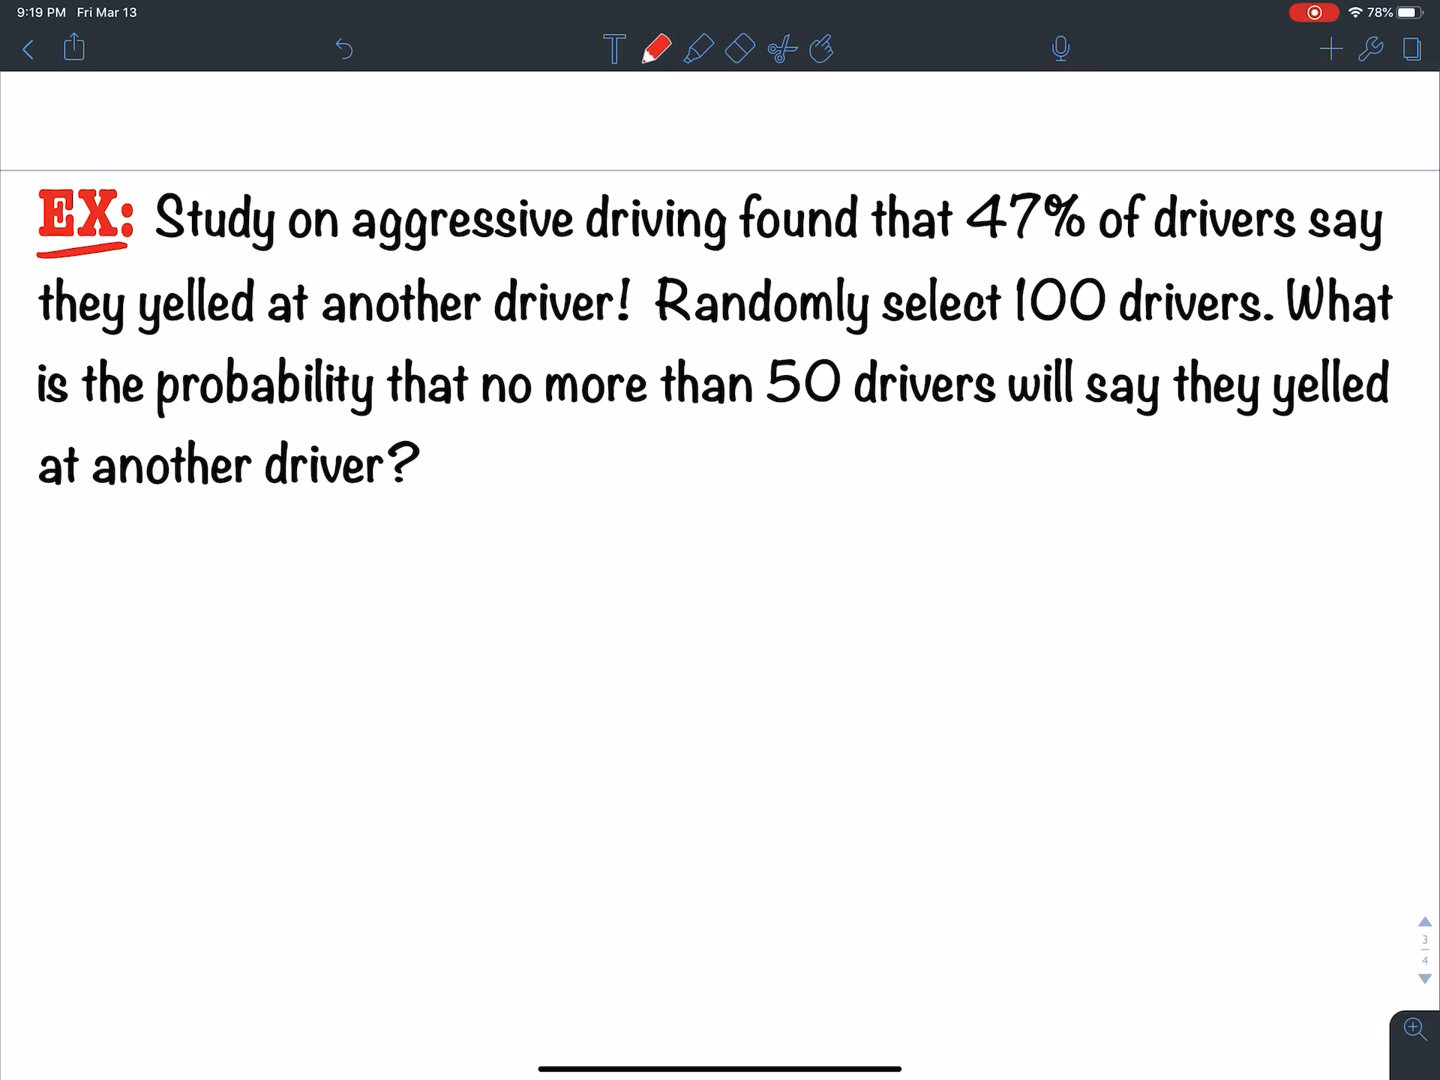 9:19 PM Fri Mar 13
78%
EX: Study on aggressive driving found that 47% of drivers say
they yelled at another driver! Randomly select 100 drivers. What
is the probability that no more than 50 drivers will say they yelled
at another driver?
3
4